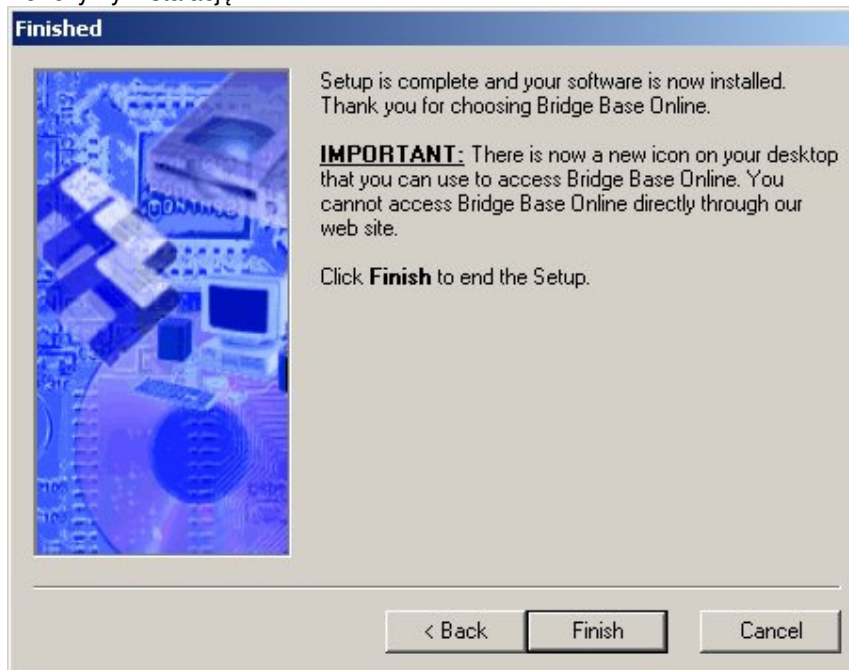 Finished
Setup is complete and your software is now installed.
Thank you for choosing Bridge Base Online.
IMPORTANT: There is now a new icon on your desktop
that you can use to access Bridge Base Online. You
cannot access Bridge Base Online directly through our
web site.
Click Finish to end the Setup.
< Back
Finish
Cancel